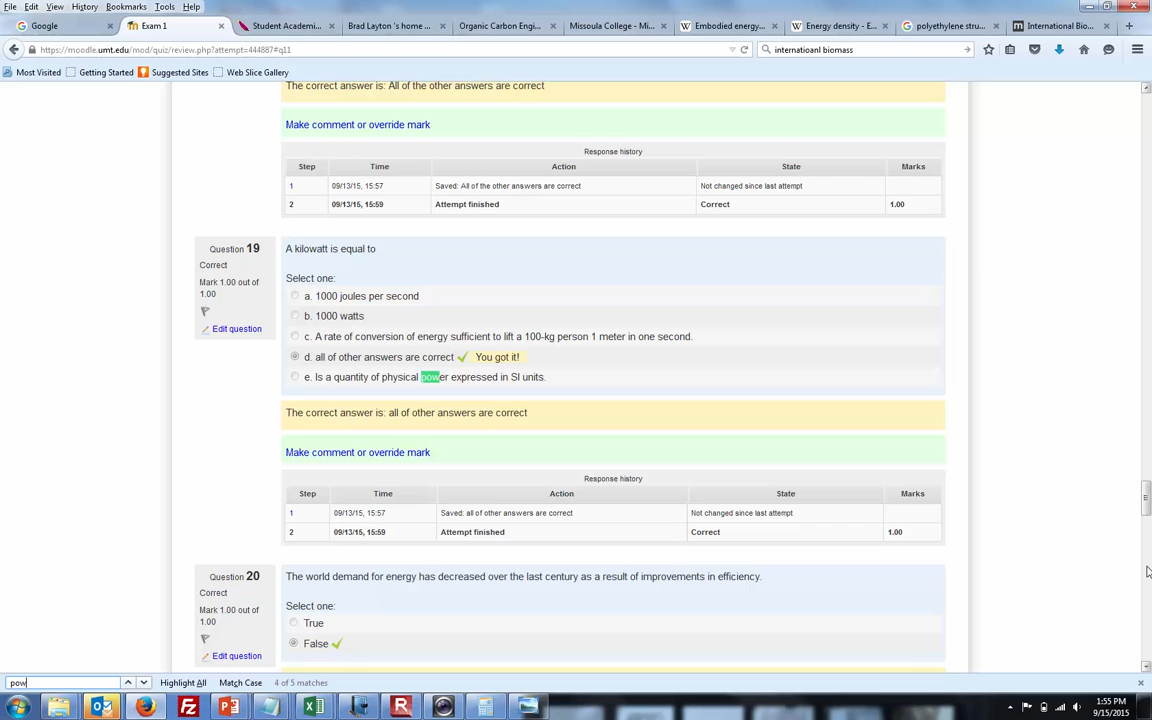 File Edit View History Bookmarks Tools Help
Google Exam 1 Student Academi... Brad Layton 's home ... Organic Carbon Engi... Missoula College - Mi... Embodied energy... Energy density - E... polyethylene stru... International Bio...
https://moodle.umt.edu/mod/quiz/review.php?attempt=444887#q11 internatioanl biomass
Most Visited Getting Started Suggested Sites Web Slice Gallery
The correct answer is: All of the other answers are correct
Make comment or override mark
Response history
Step Time Action State Marks
1 09/13/15, 15:57 Saved: All of the other answers are correct Not changed since last attempt
2 09/13/15, 15:59 Attempt finished Correct 1.00
Question 19
Correct
Mark 1.00 out of
1.00
Edit question
A kilowatt is equal to
Select one:
a. 1000 joules per second
b. 1000 watts
c. A rate of conversion of energy sufficient to lift a 100-kg person 1 meter in one second.
d. all of other answers are correct You got it!
e. Is a quantity of physical power expressed in SI units.
The correct answer is: all of other answers are correct
Make comment or override mark
Response history
Step Time Action State Marks
1 09/13/15, 15:57 Saved: all of other answers are correct Not changed since last attempt
2 09/13/15, 15:59 Attempt finished Correct 1.00
Question 20
Correct
Mark 1.00 out of
1.00
Edit question
The world demand for energy has decreased over the last century as a result of improvements in efficiency.
Select one:
True
False
pow Highlight All Match Case 4 of 5 matches
1:55 PM
9/15/2015